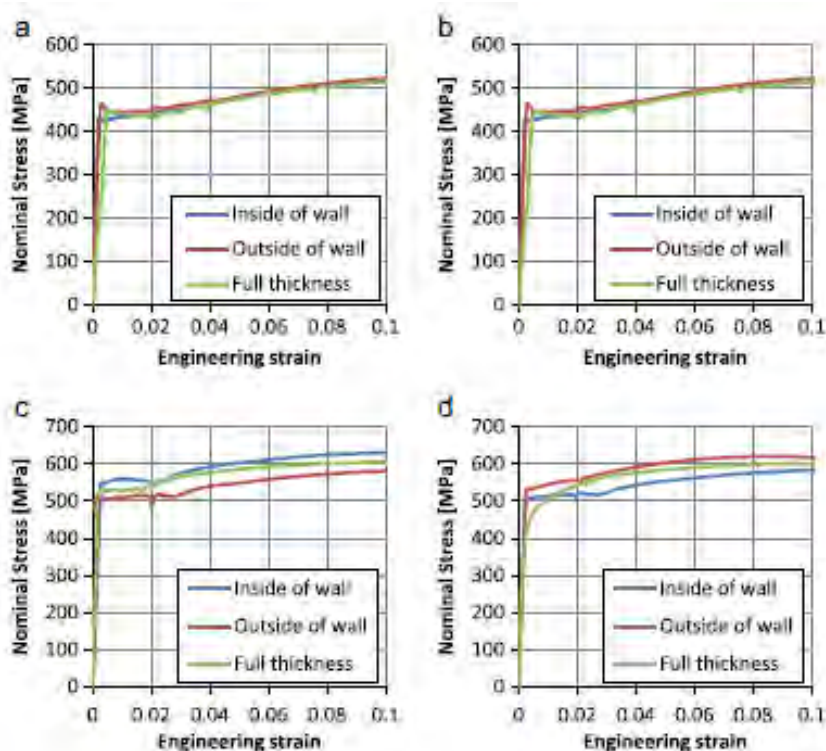 a
600
500
400
300
200
100
0
Nominal Stress [MPa]
Inside of wall
Outside of wall
Full thickness
0 0.02 0.04 0.06 0.08 0.1
Engineering strain
b
600
500
400
300
200
100
0
Nominal Stress [MPa]
Inside of wall
Outside of wall
Full thickness
0 0.02 0.04 0.06 0.08 0.1
Engineering strain
c
700
600
500
400
300
200
100
0
Nominal Stress [MPa]
Inside of wall
Outside of wall
Full thickness
0 0.02 0.04 0.06 0.08 0.1
Engineering strain
d
700
600
500
400
300
200
100
0
Nominal Stress [MPa]
Inside of wall
Outside of wall
Full thickness
0 0.02 0.04 0.06 0.08 0.1
Engineering strain